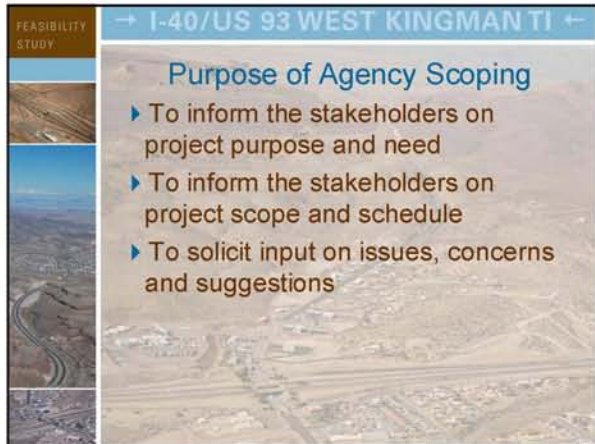 FEASIBILITY
STUDY
→ I-40/US 93 WEST KINGMAN TI ←
Purpose of Agency Scoping
To inform the stakeholders on
project purpose and need
To inform the stakeholders on
project scope and schedule
To solicit input on issues, concerns
and suggestions